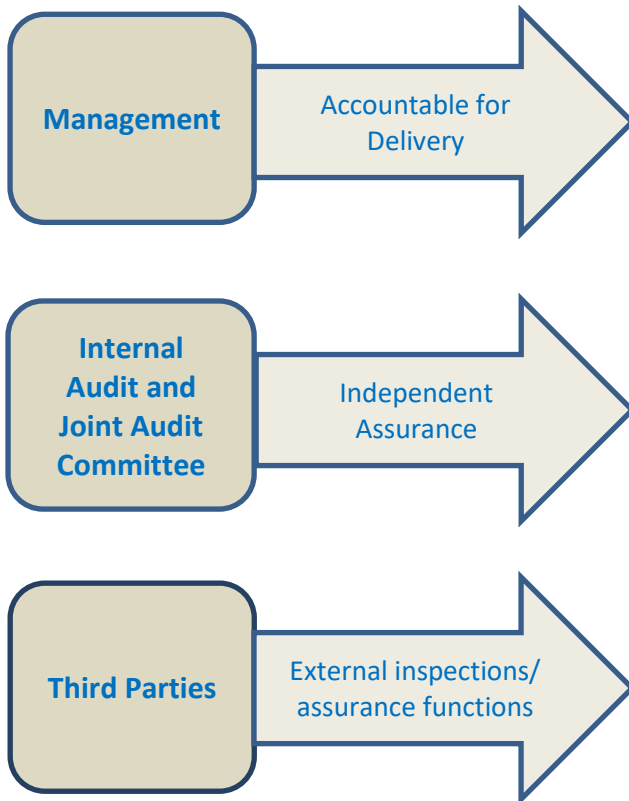 Management
Accountable for
Delivery
Internal
Audit and
Joint Audit
Committee
Independent
Assurance
Third Parties
External inspections/
assurance functions